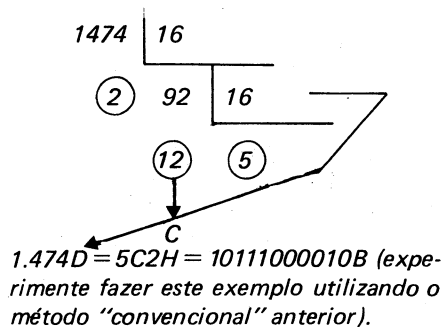 1474 16
2 92 16
12 5
C
1.474D = 5C2H = 10111000010B (expe-
rimente fazer este exemplo utilizando o
método "convencional" anterior).